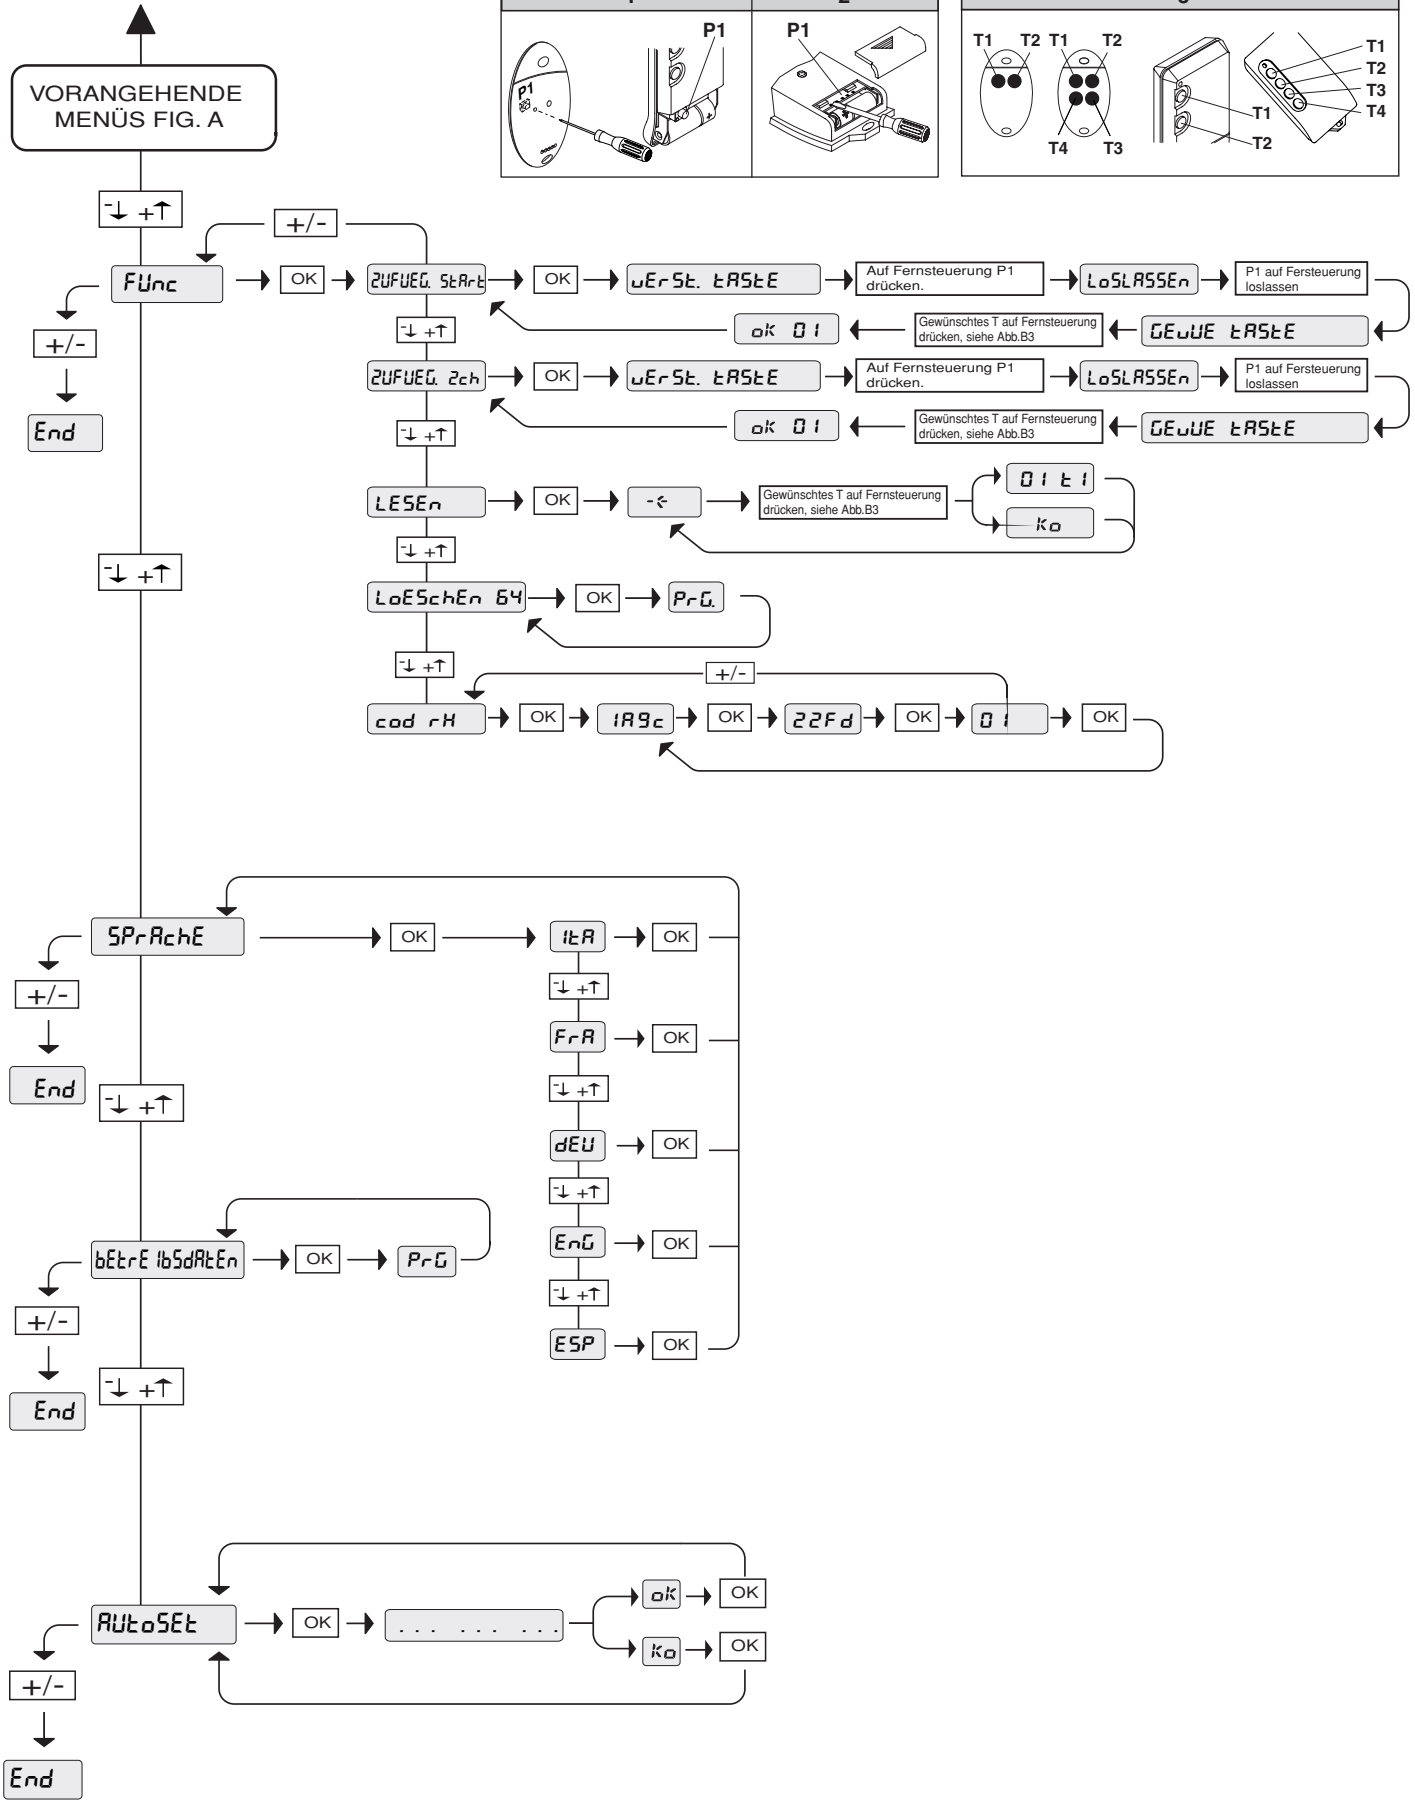 P1
P1
P1
T1 T2 T1 T2
T4 T3
T1
T2
T1
T2
T3
T4
VORANGEHENDE
MENÜS FIG. A
-↓ +↑
+/-
FUnc
OK
ZUFUEG. StArt
OK
vErSt. tAStE
Auf Fernsteuerung P1
drücken.
LoSLASSEn
P1 auf Fersteuerung
loslassen
+/-
End
-↓ +↑
ok 01
Gewünschtes T auf Fernsteuerung
drücken, siehe Abb.B3
GEwUE tAStE
ZUFUEG. 2ch
OK
vErSt. tAStE
Auf Fernsteuerung P1
drücken.
LoSLASSEn
P1 auf Fersteuerung
loslassen
-↓ +↑
ok 01
Gewünschtes T auf Fernsteuerung
drücken, siehe Abb.B3
GEwUE tAStE
LESEn
OK
Gewünschtes T auf Fernsteuerung
drücken, siehe Abb.B3
01 t1
Ko
-↓ +↑
-↓ +↑
LoESchEn 64
OK
PrG.
-↓ +↑
+/-
cod rH
OK
1A9c
OK
22Fd
OK
01
OK
SPrAchE
OK
ItA
OK
+/-
End
-↓ +↑
-↓ +↑
FrA
OK
-↓ +↑
dEU
OK
-↓ +↑
EnG
OK
-↓ +↑
ESP
OK
bEtrEIbSdAtEn
OK
PrG
+/-
End
-↓ +↑
AUtoSEt
OK
... ... ...
ok
OK
Ko
OK
+/-
End